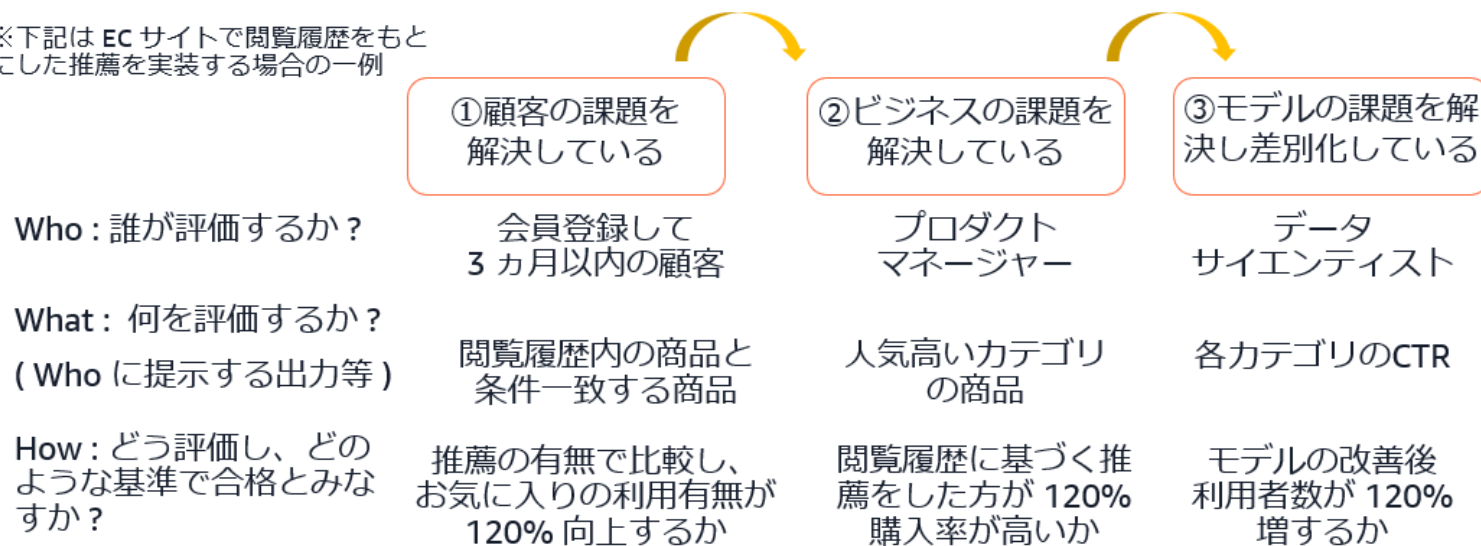 ※下記は EC サイトで閲覧履歴をもと
にした推薦を実装する場合の一例
①顧客の課題を
解決している
②ビジネスの課題を
解決している
③モデルの課題を解
決し差別化している
Who : 誰が評価するか ?
会員登録して
3 ヵ月以内の顧客
プロダクト
マネージャー
データ
サイエンティスト
What : 何を評価するか ?
( Who に提示する出力等 )
閲覧履歴内の商品と
条件一致する商品
人気高いカテゴリ
の商品
各カテゴリのCTR
How : どう評価し、どの
ような基準で合格とみな
すか ?
推薦の有無で比較し、
お気に入りの利用有無が
120% 向上するか
閲覧履歴に基づく推
薦をした方が 120%
購入率が高いか
モデルの改善後
利用者数が 120%
増するか